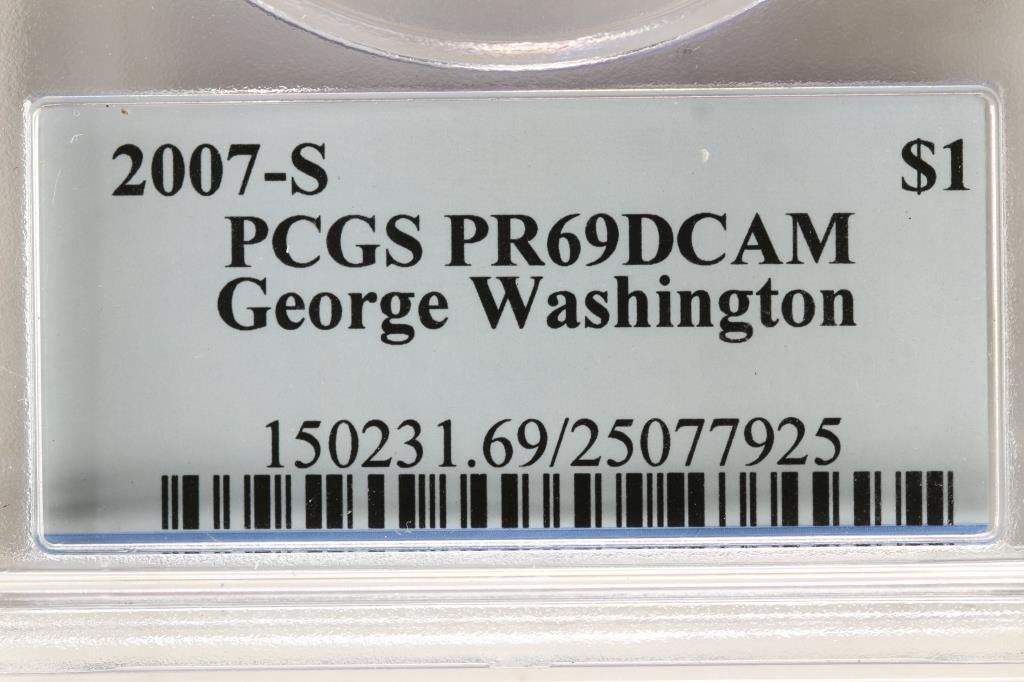 2007-S $1
PCGS PR69DCAM
George Washington
150231.69/25077925